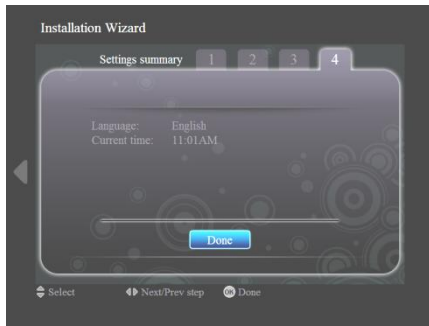 Installation Wizard
Settings summary 1 2 3 4
Language: English
Current time: 11:01AM
Done
Select Next/Prev step OK Done